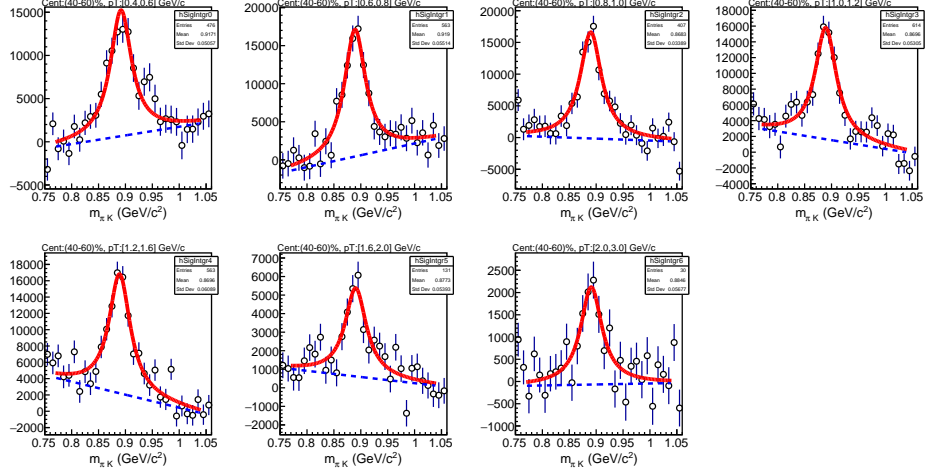 Cent:(40-60)%, pT:[0.4,0.6] GeV/c
hSigIntgr0
Entries 476
Mean 0.9171
Std Dev 0.05057
15000
10000
5000
0
−5000
0.75 0.8 0.85 0.9 0.95 1 1.05
m π K (GeV/c²)
Cent:(40-60)%, pT:[0.6,0.8] GeV/c
hSigIntgr1
Entries 563
Mean 0.919
Std Dev 0.05514
20000
15000
10000
5000
0
0.75 0.8 0.85 0.9 0.95 1 1.05
m π K (GeV/c²)
Cent:(40-60)%, pT:[0.8,1.0] GeV/c
hSigIntgr2
Entries 407
Mean 0.8683
Std Dev 0.03389
20000
15000
10000
5000
0
−5000
0.75 0.8 0.85 0.9 0.95 1 1.05
m π K (GeV/c²)
Cent:(40-60)%, pT:[1.0,1.2] GeV/c
hSigIntgr3
Entries 614
Mean 0.8696
Std Dev 0.05305
18000
16000
14000
12000
10000
8000
6000
4000
2000
0
−2000
−4000
0.75 0.8 0.85 0.9 0.95 1 1.05
m π K (GeV/c²)
Cent:(40-60)%, pT:[1.2,1.6] GeV/c
hSigIntgr4
Entries 563
Mean 0.8696
Std Dev 0.06089
18000
16000
14000
12000
10000
8000
6000
4000
2000
0
−2000
0.75 0.8 0.85 0.9 0.95 1 1.05
m π K (GeV/c²)
Cent:(40-60)%, pT:[1.6,2.0] GeV/c
hSigIntgr5
Entries 131
Mean 0.8773
Std Dev 0.05393
7000
6000
5000
4000
3000
2000
1000
0
−1000
−2000
0.75 0.8 0.85 0.9 0.95 1 1.05
m π K (GeV/c²)
Cent:(40-60)%, pT:[2.0,3.0] GeV/c
hSigIntgr6
Entries 30
Mean 0.8846
Std Dev 0.05677
2500
2000
1500
1000
500
0
−500
−1000
0.75 0.8 0.85 0.9 0.95 1 1.05
m π K (GeV/c²)